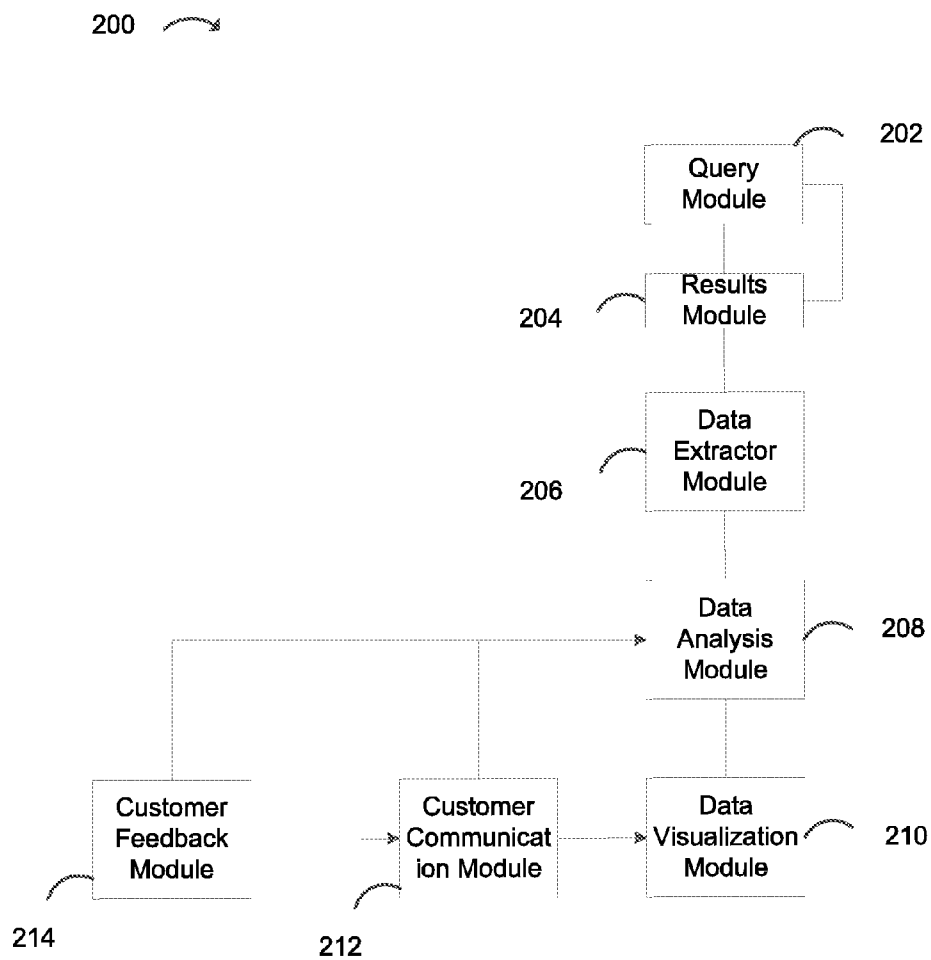 200
202
Query
Module
204
Results
Module
206
Data
Extractor
Module
208
Data
Analysis
Module
Customer
Feedback
Module
Customer
Communicat
ion Module
Data
Visualization
Module
210
214
212